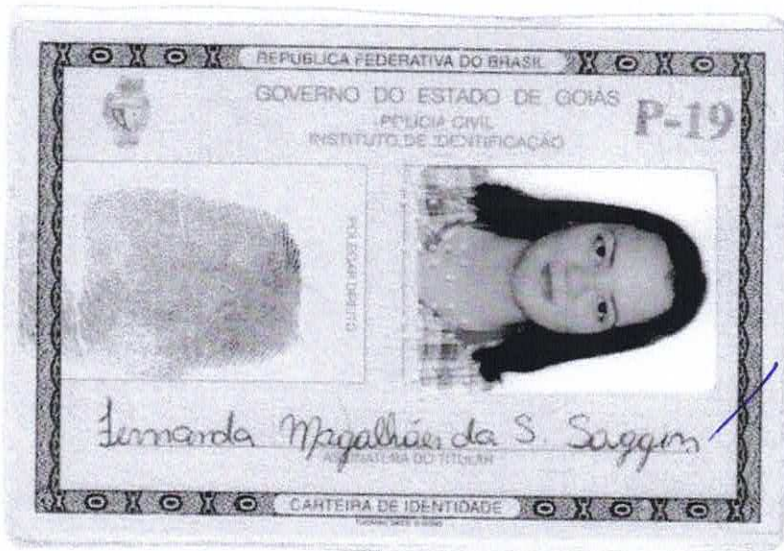 REPÚBLICA FEDERATIVA DO BRASIL
GOVERNO DO ESTADO DE GOIÁS
P-19
POLÍCIA CIVIL
INSTITUTO DE IDENTIFICAÇÃO
POLEGAR DIREITO
Fernanda Magalhães da S. Saggin
ASSINATURA DO TITULAR
CARTEIRA DE IDENTIDADE